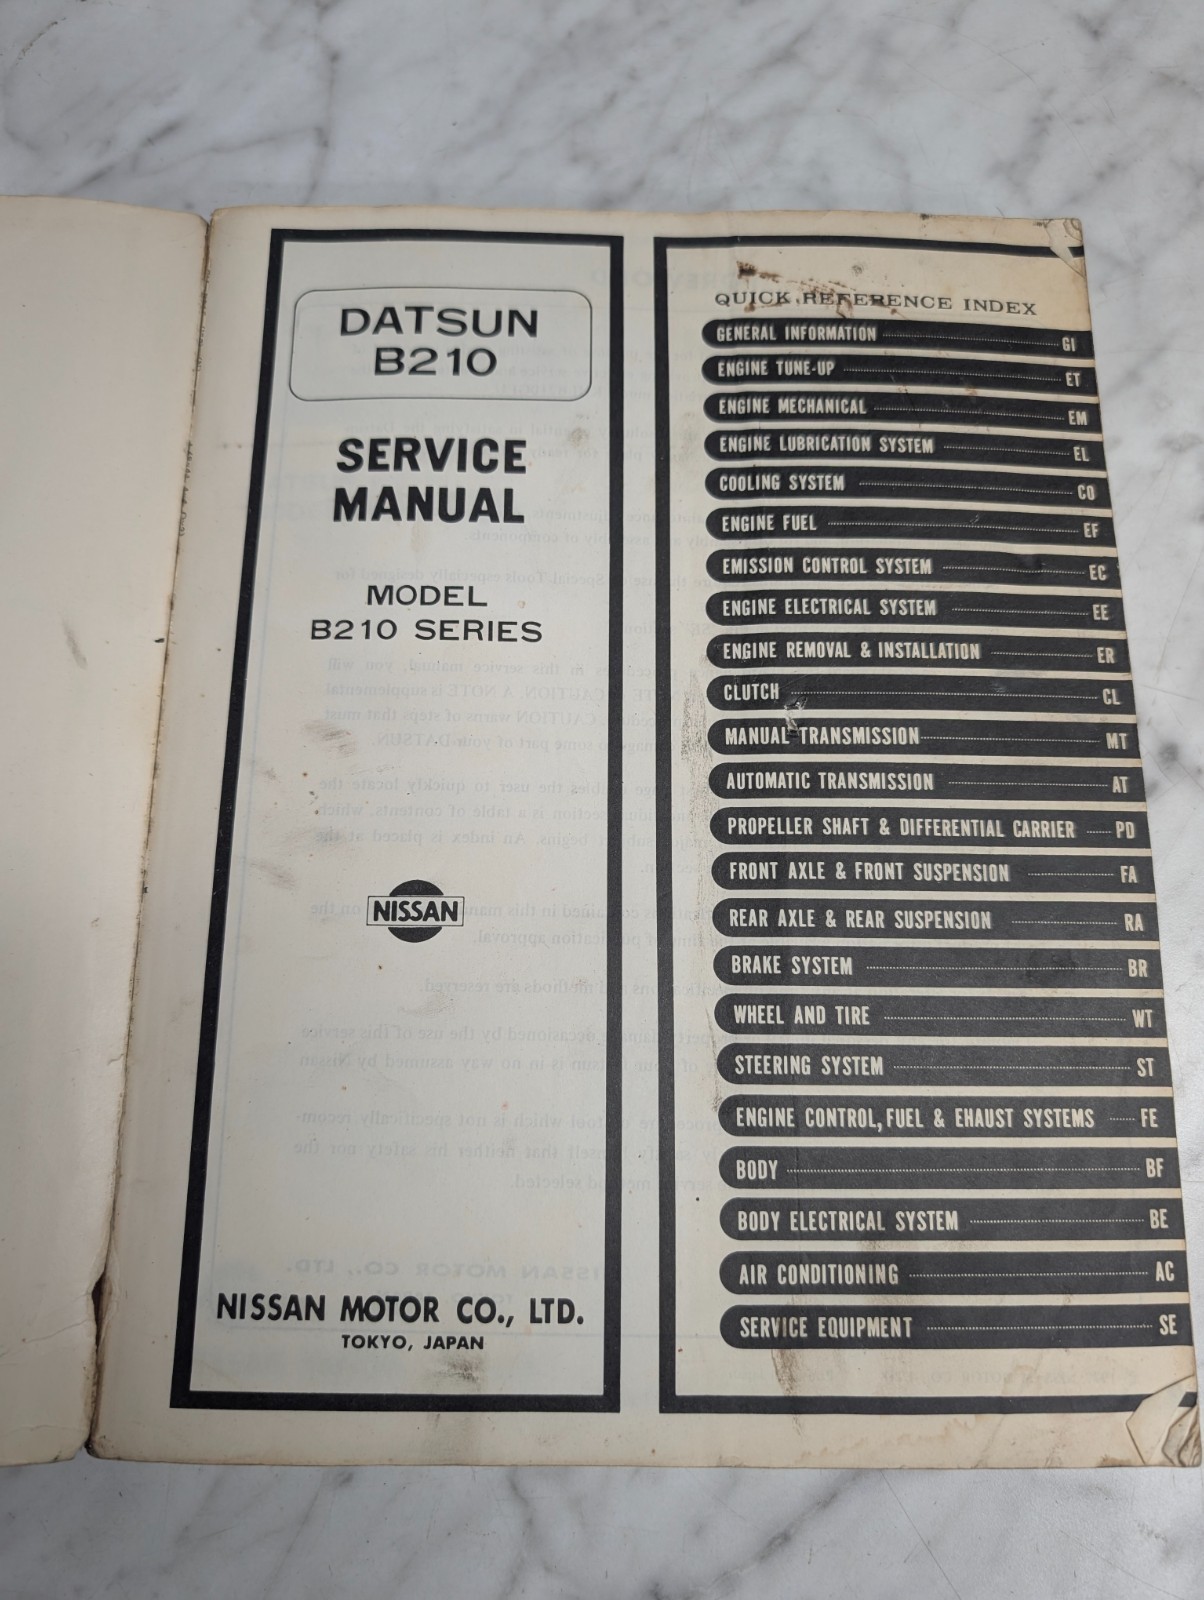 DATSUN
B210
SERVICE
MANUAL
MODEL
B210 SERIES
NISSAN
NISSAN MOTOR CO., LTD.
TOKYO, JAPAN
QUICK REFERENCE INDEX
GENERAL INFORMATION GI
ENGINE TUNE-UP ET
ENGINE MECHANICAL EM
ENGINE LUBRICATION SYSTEM EL
COOLING SYSTEM CO
ENGINE FUEL EF
EMISSION CONTROL SYSTEM EC
ENGINE ELECTRICAL SYSTEM EE
ENGINE REMOVAL & INSTALLATION ER
CLUTCH CL
MANUAL TRANSMISSION MT
AUTOMATIC TRANSMISSION AT
PROPELLER SHAFT & DIFFERENTIAL CARRIER PD
FRONT AXLE & FRONT SUSPENSION FA
REAR AXLE & REAR SUSPENSION RA
BRAKE SYSTEM BR
WHEEL AND TIRE WT
STEERING SYSTEM ST
ENGINE CONTROL, FUEL & EHAUST SYSTEMS FE
BODY BF
BODY ELECTRICAL SYSTEM BE
AIR CONDITIONING AC
SERVICE EQUIPMENT SE